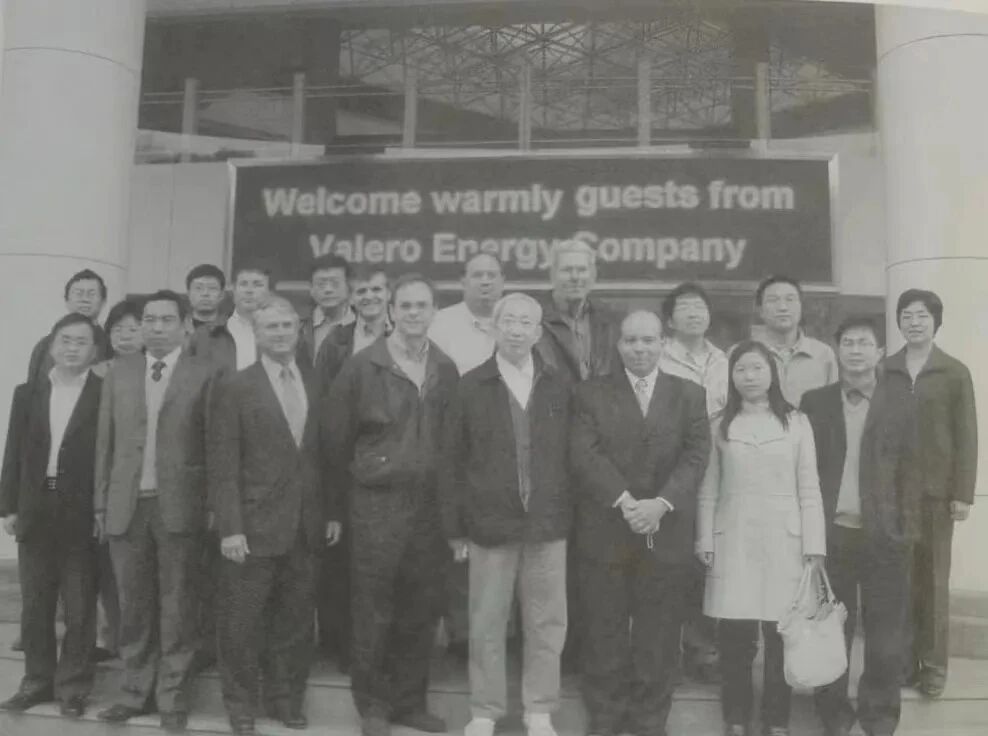 Welcome warmly guests from
Valero Energy Company